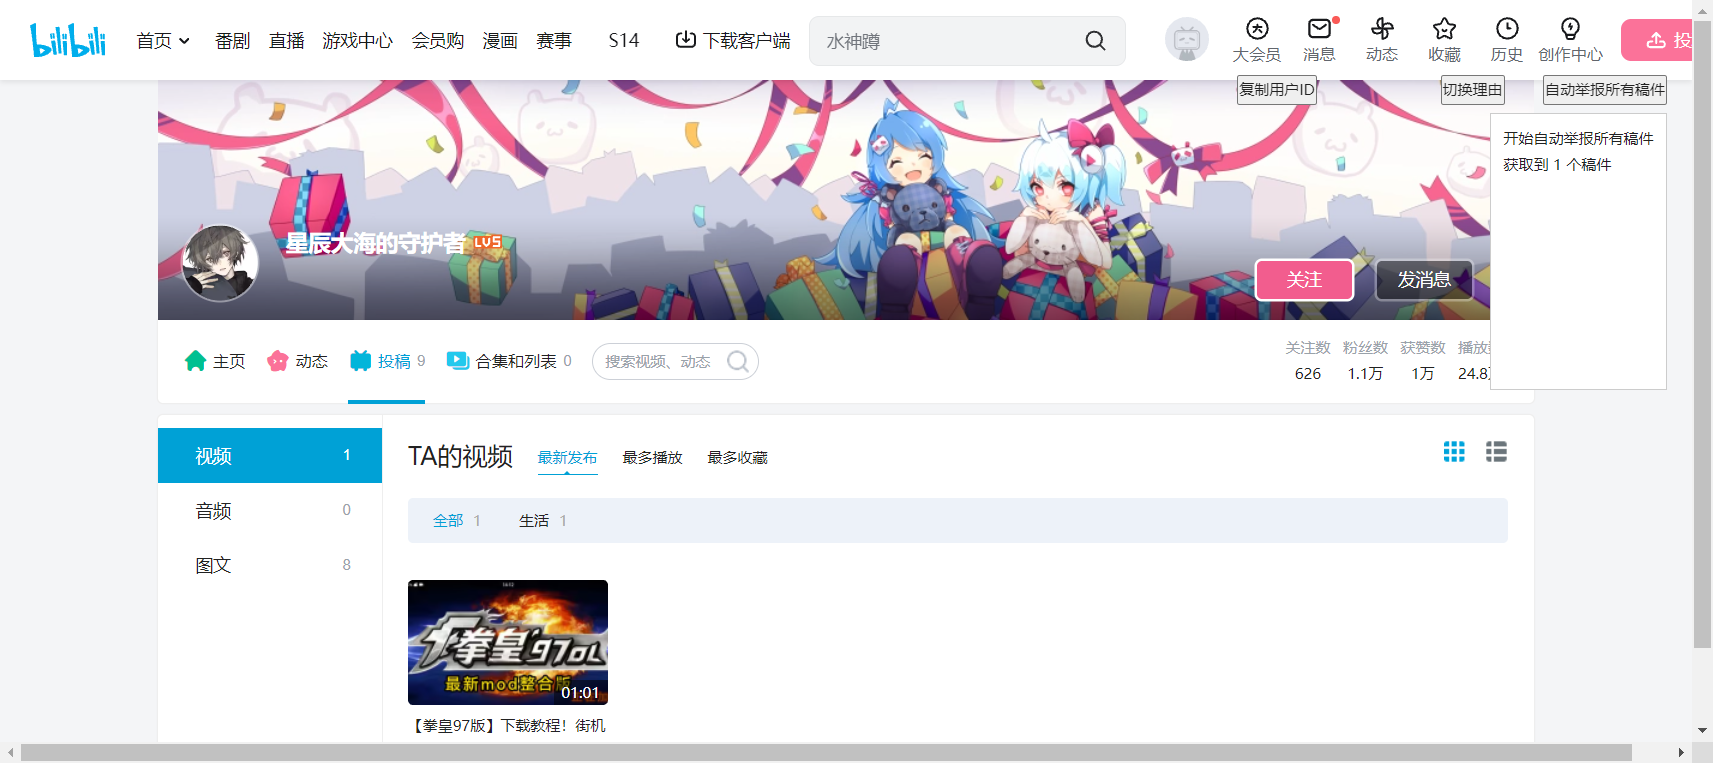 bilibili
首页 番剧 直播 游戏中心 会员购 漫画 赛事 S14 下载客户端
水神蹲
大会员 消息 动态 收藏 历史 创作中心 投
复制用户ID 切换理由 自动举报所有稿件
开始自动举报所有稿件
获取到 1 个稿件
星辰大海的守护者 LV5
关注 发消息
主页 动态 投稿 9 合集和列表 0 搜索视频、动态
关注数 粉丝数 获赞数 播放
626 1.1万 1万 24.8
视频 1
音频 0
图文 8
TA的视频 最新发布 最多播放 最多收藏
全部 1 生活 1
拳皇'97OL
最新mod整合版
01:01
【拳皇97版】下载教程！街机